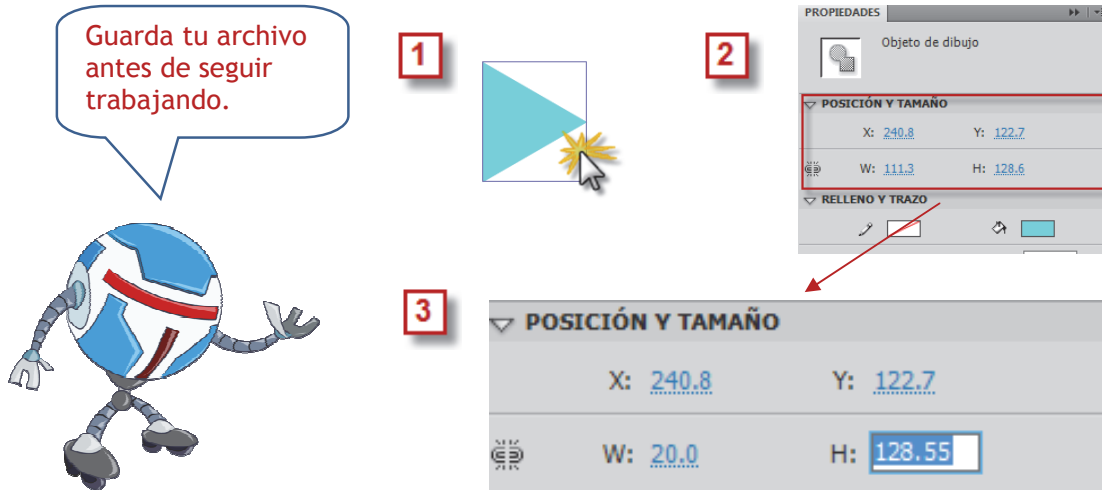 Guarda tu archivo
antes de seguir
trabajando.
1
2
PROPIEDADES
Objeto de dibujo
POSICIÓN Y TAMAÑO
X: 240.8 Y: 122.7
W: 111.3 H: 128.6
RELLENO Y TRAZO
3
POSICIÓN Y TAMAÑO
X: 240.8 Y: 122.7
W: 20.0 H: 128.55